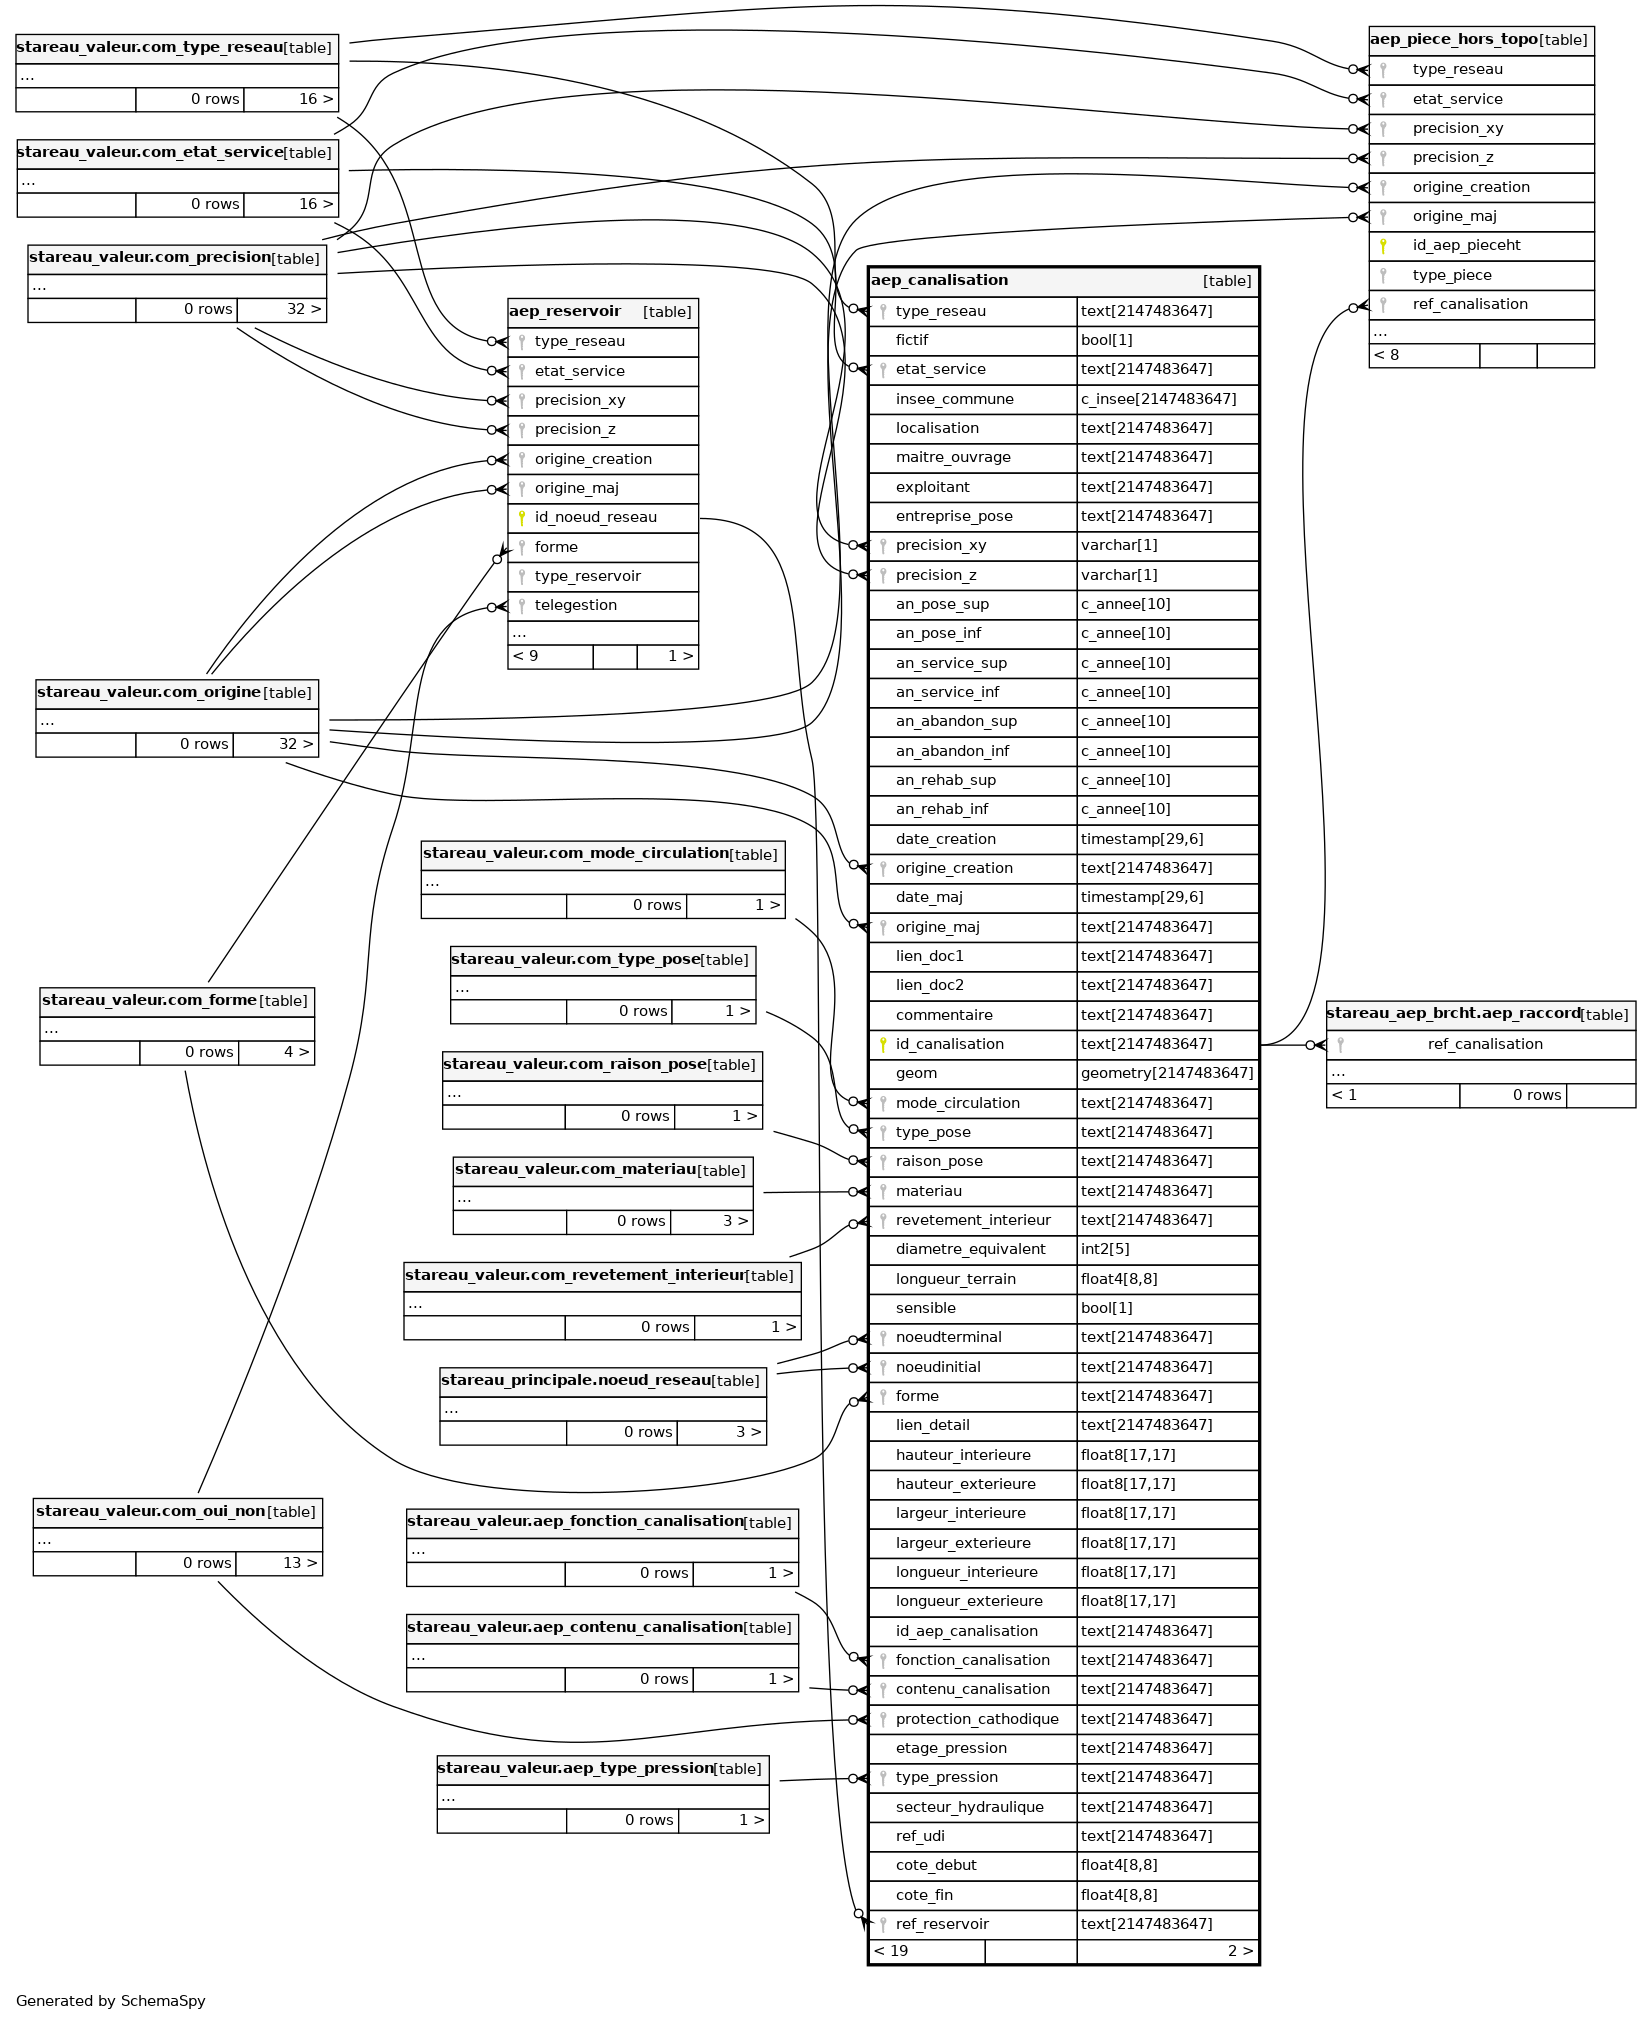 stareau_valeur.com_type_reseau [table]
...
0 rows 16 >
stareau_valeur.com_etat_service [table]
...
0 rows 16 >
stareau_valeur.com_precision [table]
...
0 rows 32 >
aep_reservoir [table]
type_reseau
etat_service
precision_xy
precision_z
origine_creation
origine_maj
id_noeud_reseau
forme
type_reservoir
telegestion
...
< 9 1 >
stareau_valeur.com_origine [table]
...
0 rows 32 >
stareau_valeur.com_mode_circulation [table]
...
0 rows 1 >
stareau_valeur.com_type_pose [table]
...
0 rows 1 >
stareau_valeur.com_forme [table]
...
0 rows 4 >
stareau_valeur.com_raison_pose [table]
...
0 rows 1 >
stareau_valeur.com_materiau [table]
...
0 rows 3 >
stareau_valeur.com_revetement_interieur [table]
...
0 rows 1 >
stareau_principale.noeud_reseau [table]
...
0 rows 3 >
stareau_valeur.com_oui_non [table]
...
0 rows 13 >
stareau_valeur.aep_fonction_canalisation [table]
...
0 rows 1 >
stareau_valeur.aep_contenu_canalisation [table]
...
0 rows 1 >
stareau_valeur.aep_type_pression [table]
...
0 rows 1 >
aep_canalisation [table]
type_reseau text[2147483647]
fictif bool[1]
etat_service text[2147483647]
insee_commune c_insee[2147483647]
localisation text[2147483647]
maitre_ouvrage text[2147483647]
exploitant text[2147483647]
entreprise_pose text[2147483647]
precision_xy varchar[1]
precision_z varchar[1]
an_pose_sup c_annee[10]
an_pose_inf c_annee[10]
an_service_sup c_annee[10]
an_service_inf c_annee[10]
an_abandon_sup c_annee[10]
an_abandon_inf c_annee[10]
an_rehab_sup c_annee[10]
an_rehab_inf c_annee[10]
date_creation timestamp[29,6]
origine_creation text[2147483647]
date_maj timestamp[29,6]
origine_maj text[2147483647]
lien_doc1 text[2147483647]
lien_doc2 text[2147483647]
commentaire text[2147483647]
id_canalisation text[2147483647]
geom geometry[2147483647]
mode_circulation text[2147483647]
type_pose text[2147483647]
raison_pose text[2147483647]
materiau text[2147483647]
revetement_interieur text[2147483647]
diametre_equivalent int2[5]
longueur_terrain float4[8,8]
sensible bool[1]
noeudterminal text[2147483647]
noeudinitial text[2147483647]
forme text[2147483647]
lien_detail text[2147483647]
hauteur_interieure float8[17,17]
hauteur_exterieure float8[17,17]
largeur_interieure float8[17,17]
largeur_exterieure float8[17,17]
longueur_interieure float8[17,17]
longueur_exterieure float8[17,17]
id_aep_canalisation text[2147483647]
fonction_canalisation text[2147483647]
contenu_canalisation text[2147483647]
protection_cathodique text[2147483647]
etage_pression text[2147483647]
type_pression text[2147483647]
secteur_hydraulique text[2147483647]
ref_udi text[2147483647]
cote_debut float4[8,8]
cote_fin float4[8,8]
ref_reservoir text[2147483647]
< 19 2 >
aep_piece_hors_topo [table]
type_reseau
etat_service
precision_xy
precision_z
origine_creation
origine_maj
id_aep_pieceht
type_piece
ref_canalisation
...
< 8
stareau_aep_brcht.aep_raccord [table]
ref_canalisation
...
< 1 0 rows
Generated by SchemaSpy